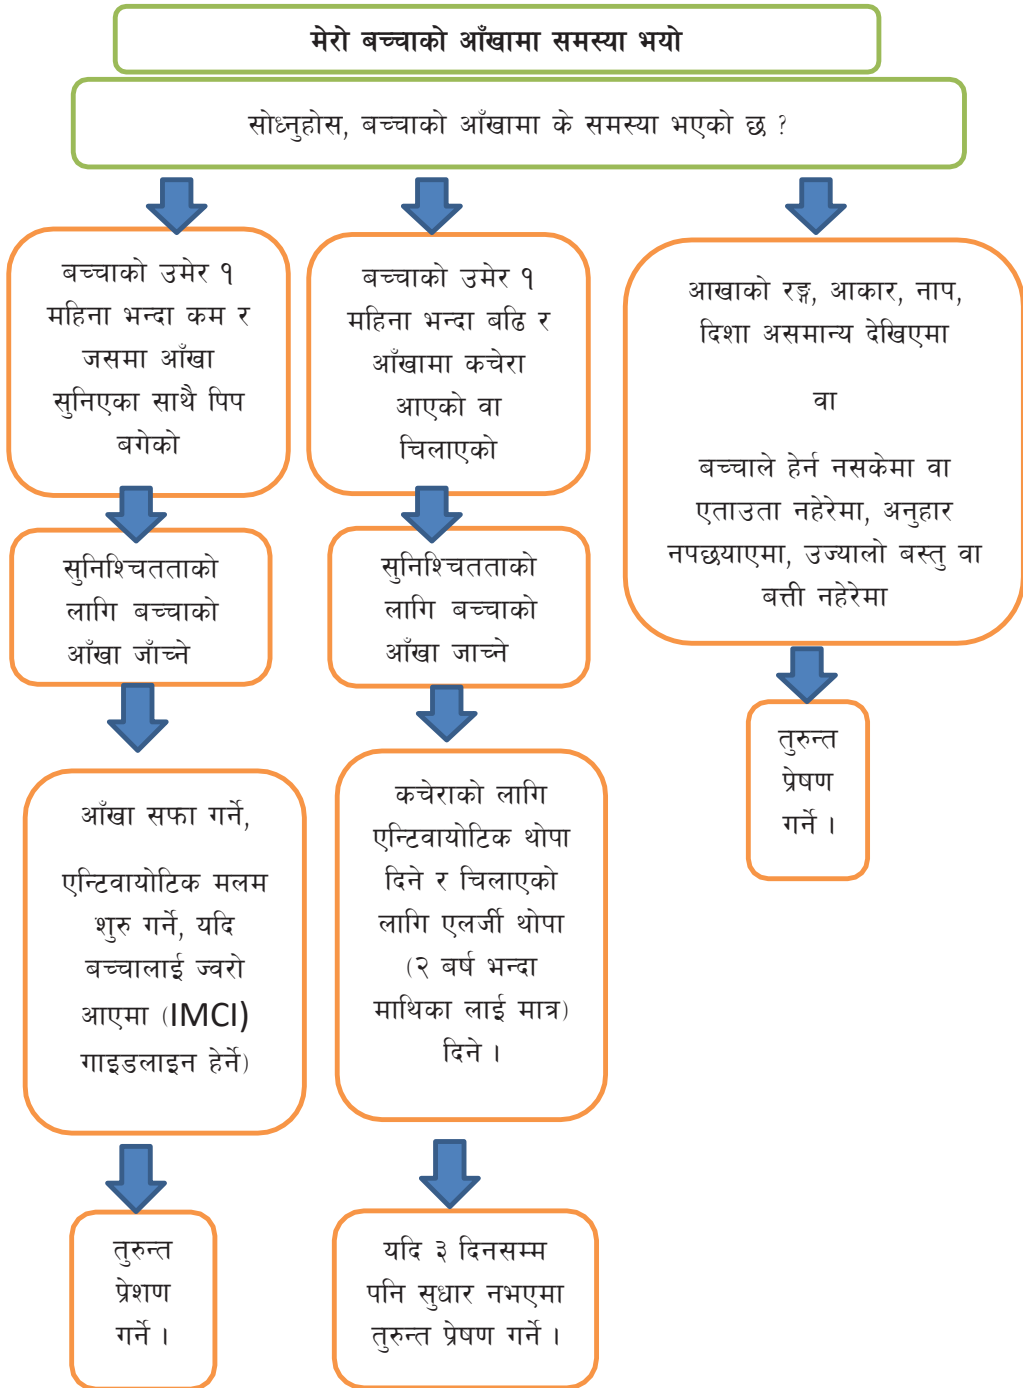 मेरो बच्चाको आँखामा समस्या भयो
सोध्नुहोस, बच्चाको आँखामा के समस्या भएको छ ?
बच्चाको उमेर १
महिना भन्दा कम र
जसमा आँखा
सुनिएका साथै पिप
बगेको
सुनिश्चितताको
लागि बच्चाको
आँखा जाँच्ने
आँखा सफा गर्ने,
एन्टिवायोटिक मलम
शुरु गर्ने, यदि
बच्चालाई ज्वरो
आएमा (IMCI)
गाइडलाइन हेर्ने)
तुरुन्त
प्रेशण
गर्ने ।
बच्चाको उमेर १
महिना भन्दा बढि र
आँखामा कचेरा
आएको वा
चिलाएको
सुनिश्चितताको
लागि बच्चाको
आँखा जाच्ने
कचेराको लागि
एन्टिवायोटिक थोपा
दिने र चिलाएको
लागि एलर्जी थोपा
(२ बर्ष भन्दा
माथिका लाई मात्र)
दिने ।
यदि ३ दिनसम्म
पनि सुधार नभएमा
तुरुन्त प्रेषण गर्ने ।
आखाको रङ्ग, आकार, नाप,
दिशा असमान्य देखिएमा
वा
बच्चाले हेर्न नसकेमा वा
एताउता नहेरेमा, अनुहार
नपछयाएमा, उज्यालो बस्तु वा
बत्ती नहेरेमा
तुरुन्त
प्रेषण
गर्ने ।